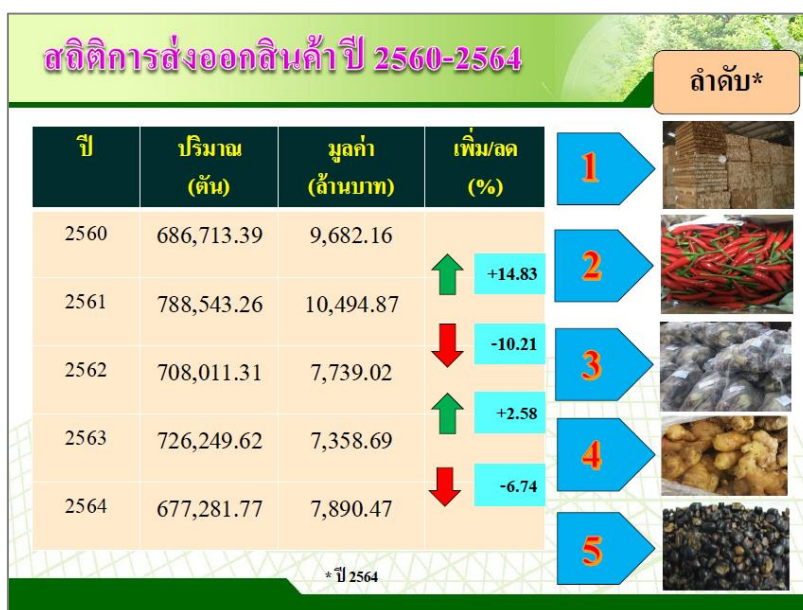 สถิติการส่งออกสินค้าปี 2560-2564
ลำดับ*
ปี ปริมาณ มูลค่า เพิ่ม/ลด
(ตัน) (ล้านบาท) (%)
2560 686,713.39 9,682.16
+14.83
2561 788,543.26 10,494.87
-10.21
2562 708,011.31 7,739.02
+2.58
2563 726,249.62 7,358.69
-6.74
2564 677,281.77 7,890.47
* ปี 2564
1
2
3
4
5